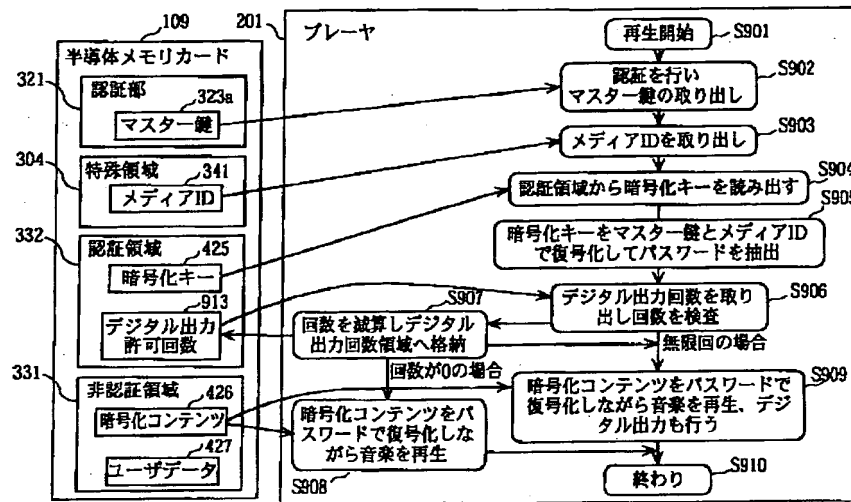 109
201
半導体メモリカード
321
認証部
323a
マスター鍵
304
特殊領域
341
メディアID
332
認証領域
425
暗号化キー
913
デジタル出力
許可回数
331
非認証領域
426
暗号化コンテンツ
427
ユーザデータ
プレーヤ
再生開始
S901
認証を行い
マスター鍵の取り出し
S902
メディアIDを取り出し
S903
認証領域から暗号化キーを読み出す
S904
暗号化キーをマスター鍵とメディアID
で復号化してパスワードを抽出
S905
デジタル出力回数を取り
出し回数を検査
S906
S907
回数を減算しデジタル
出力回数領域へ格納
無限回の場合
回数が0の場合
暗号化コンテンツをパ
スワードで復号化しな
がら音楽を再生
S908
暗号化コンテンツをパスワードで
復号化しながら音楽を再生、デジ
タル出力も行う
S909
終わり
S910